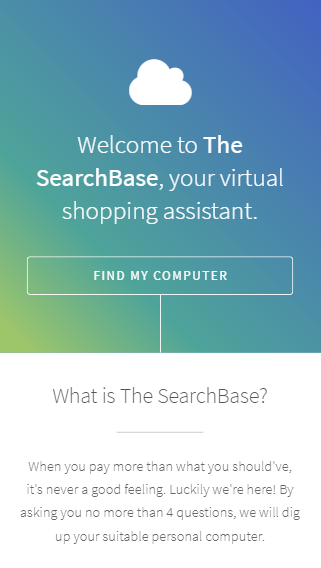 Welcome to The
SearchBase, your virtual
shopping assistant.
FIND MY COMPUTER
What is The SearchBase?
When you pay more than what you should've,
it's never a good feeling. Luckily we're here! By
asking you no more than 4 questions, we will dig
up your suitable personal computer.